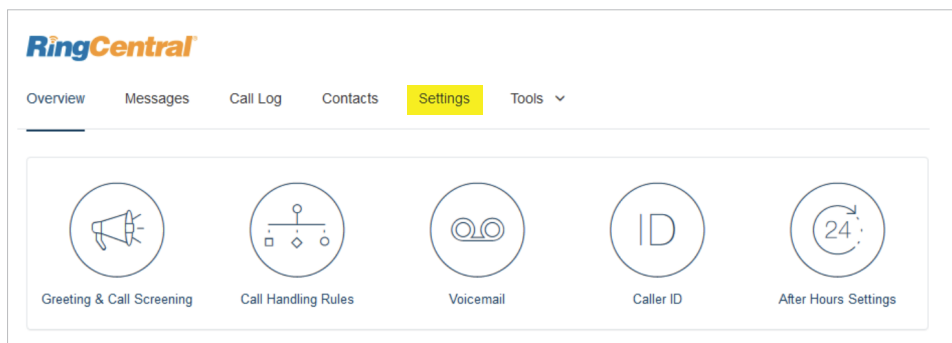 RingCentral®
Overview Messages Call Log Contacts Settings Tools
ID 24
Greeting & Call Screening Call Handling Rules Voicemail Caller ID After Hours Settings